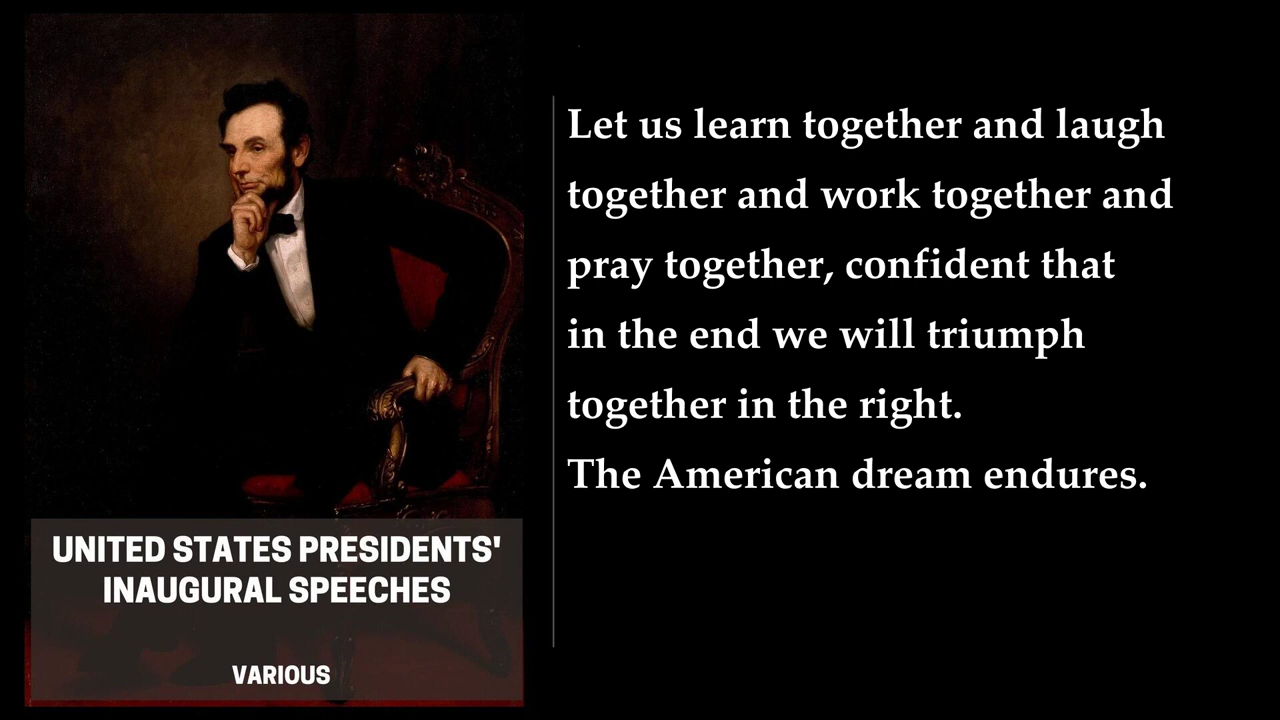 Let us learn together and laugh
together and work together and
pray together, confident that
in the end we will triumph
together in the right.
The American dream endures.
UNITED STATES PRESIDENTS'
INAUGURAL SPEECHES
VARIOUS